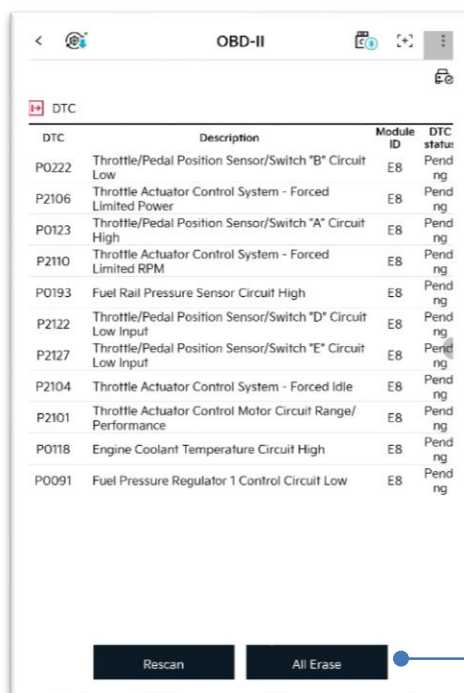 OBD-II
DTC
DTC Description Module ID DTC status
P0222 Throttle/Pedal Position Sensor/Switch "B" Circuit Low E8 Pend ng
P2106 Throttle Actuator Control System - Forced Limited Power E8 Pend ng
P0123 Throttle/Pedal Position Sensor/Switch "A" Circuit High E8 Pend ng
P2110 Throttle Actuator Control System - Forced Limited RPM E8 Pend ng
P0193 Fuel Rail Pressure Sensor Circuit High E8 Pend ng
P2122 Throttle/Pedal Position Sensor/Switch "D" Circuit Low Input E8 Pend ng
P2127 Throttle/Pedal Position Sensor/Switch "E" Circuit Low Input E8 Pend ng
P2104 Throttle Actuator Control System - Forced Idle E8 Pend ng
P2101 Throttle Actuator Control Motor Circuit Range/ Performance E8 Pend ng
P0118 Engine Coolant Temperature Circuit High E8 Pend ng
P0091 Fuel Pressure Regulator 1 Control Circuit Low E8 Pend ng
Rescan All Erase